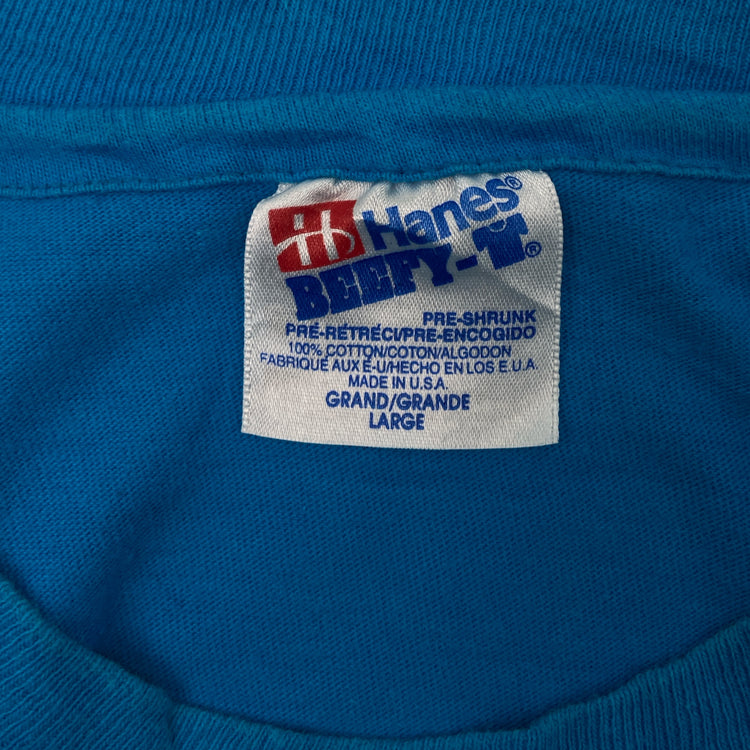 Hanes®
BEEFY-T®
PRE-SHRUNK
PRÉ-RÉTRÉCI/PRE-ENCOGIDO
100% COTTON/COTON/ALGODON
FABRIQUE AUX É-U/HECHO EN LOS E.U.A.
MADE IN U.S.A.
GRAND/GRANDE
LARGE